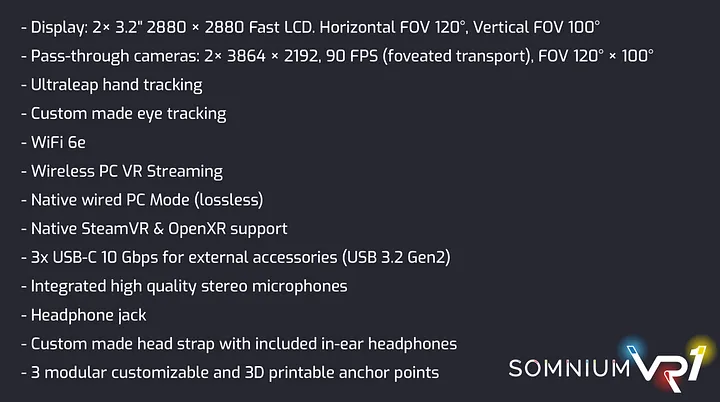 - Display: 2× 3.2" 2880 × 2880 Fast LCD. Horizontal FOV 120°, Vertical FOV 100°
- Pass-through cameras: 2× 3864 × 2192, 90 FPS (foveated transport), FOV 120° × 100°
- Ultraleap hand tracking
- Custom made eye tracking
- WiFi 6e
- Wireless PC VR Streaming
- Native wired PC Mode (lossless)
- Native SteamVR & OpenXR support
- 3x USB-C 10 Gbps for external accessories (USB 3.2 Gen2)
- Integrated high quality stereo microphones
- Headphone jack
- Custom made head strap with included in-ear headphones
- 3 modular customizable and 3D printable anchor points
SOMNIUM VR1